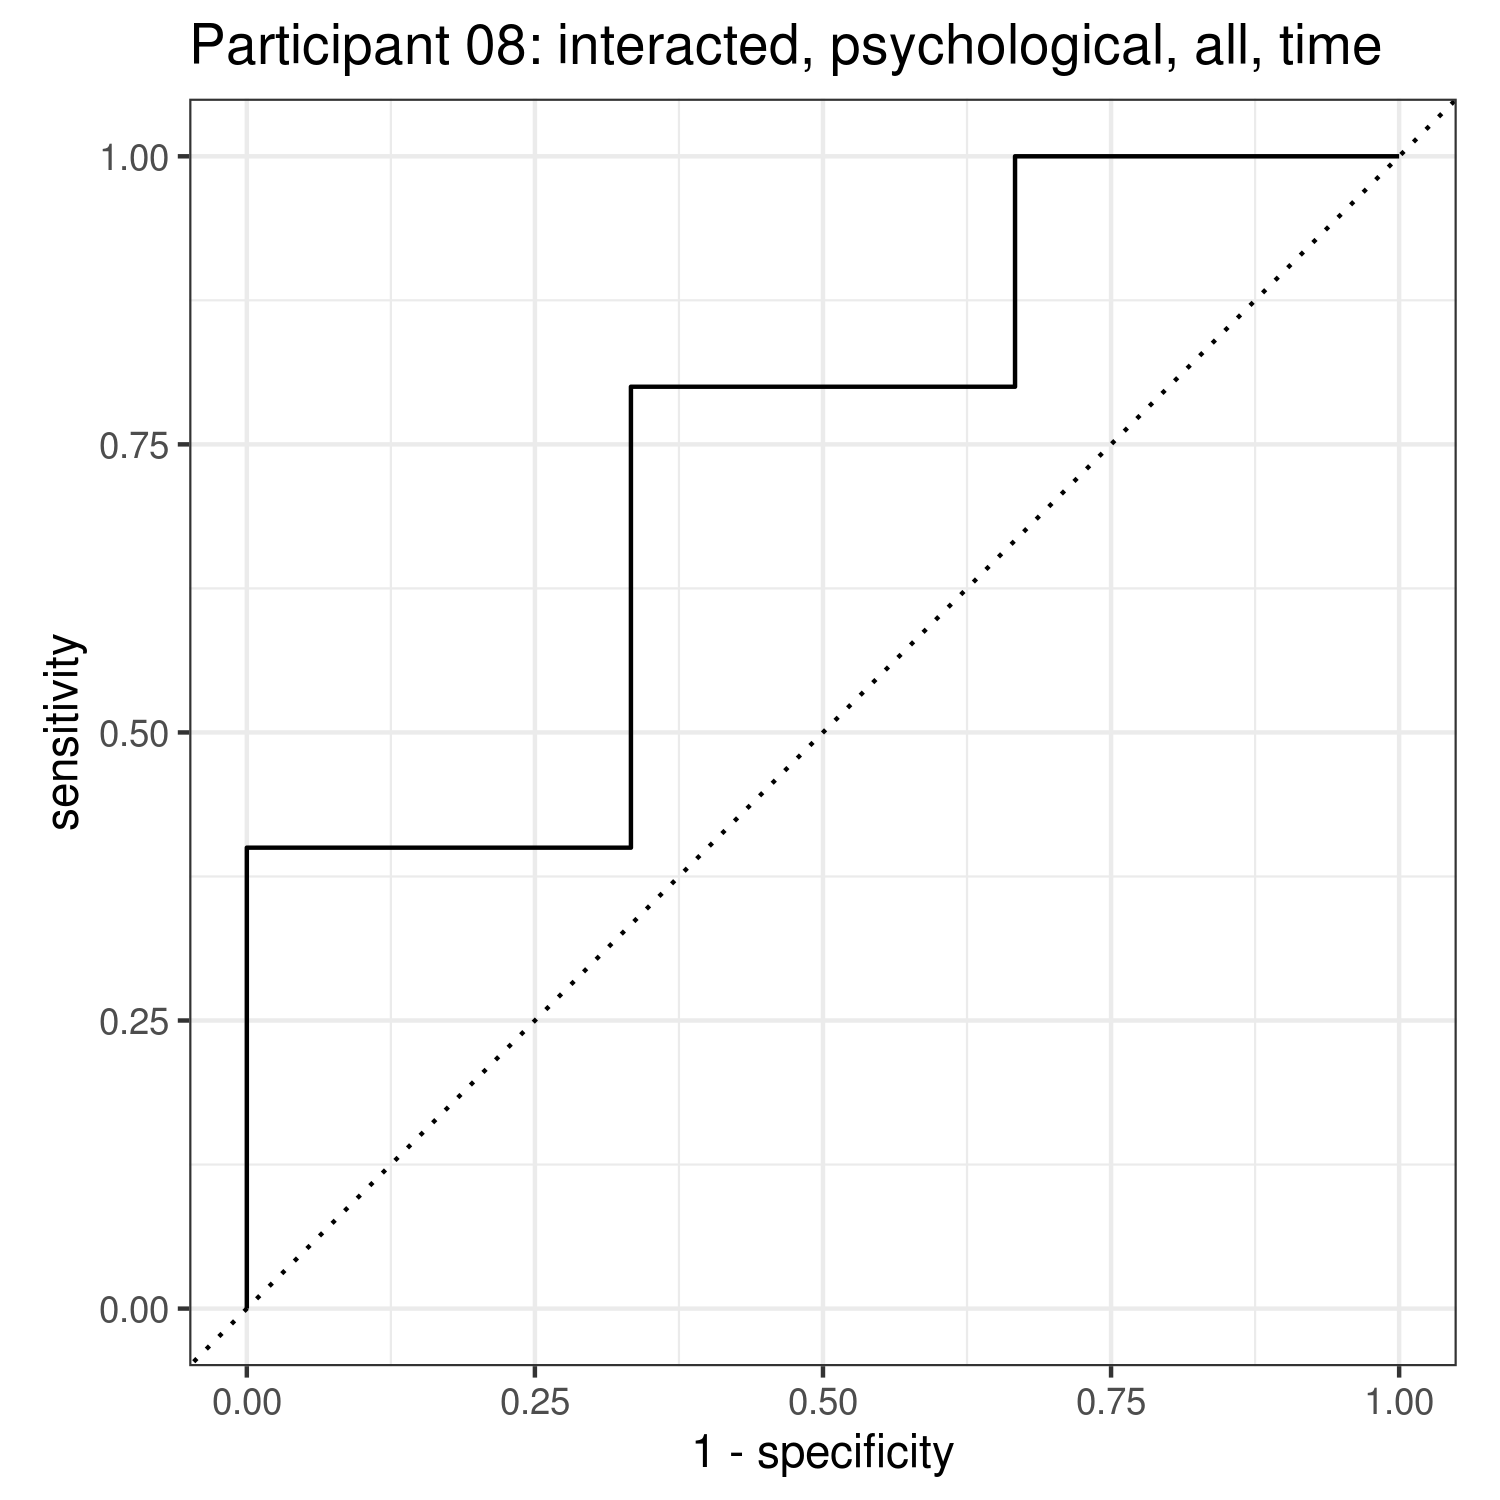 Participant 08: interacted, psychological, all, time
1.00
0.75
0.50
0.25
0.00
sensitivity
0.00 0.25 0.50 0.75 1.00
1 - specificity